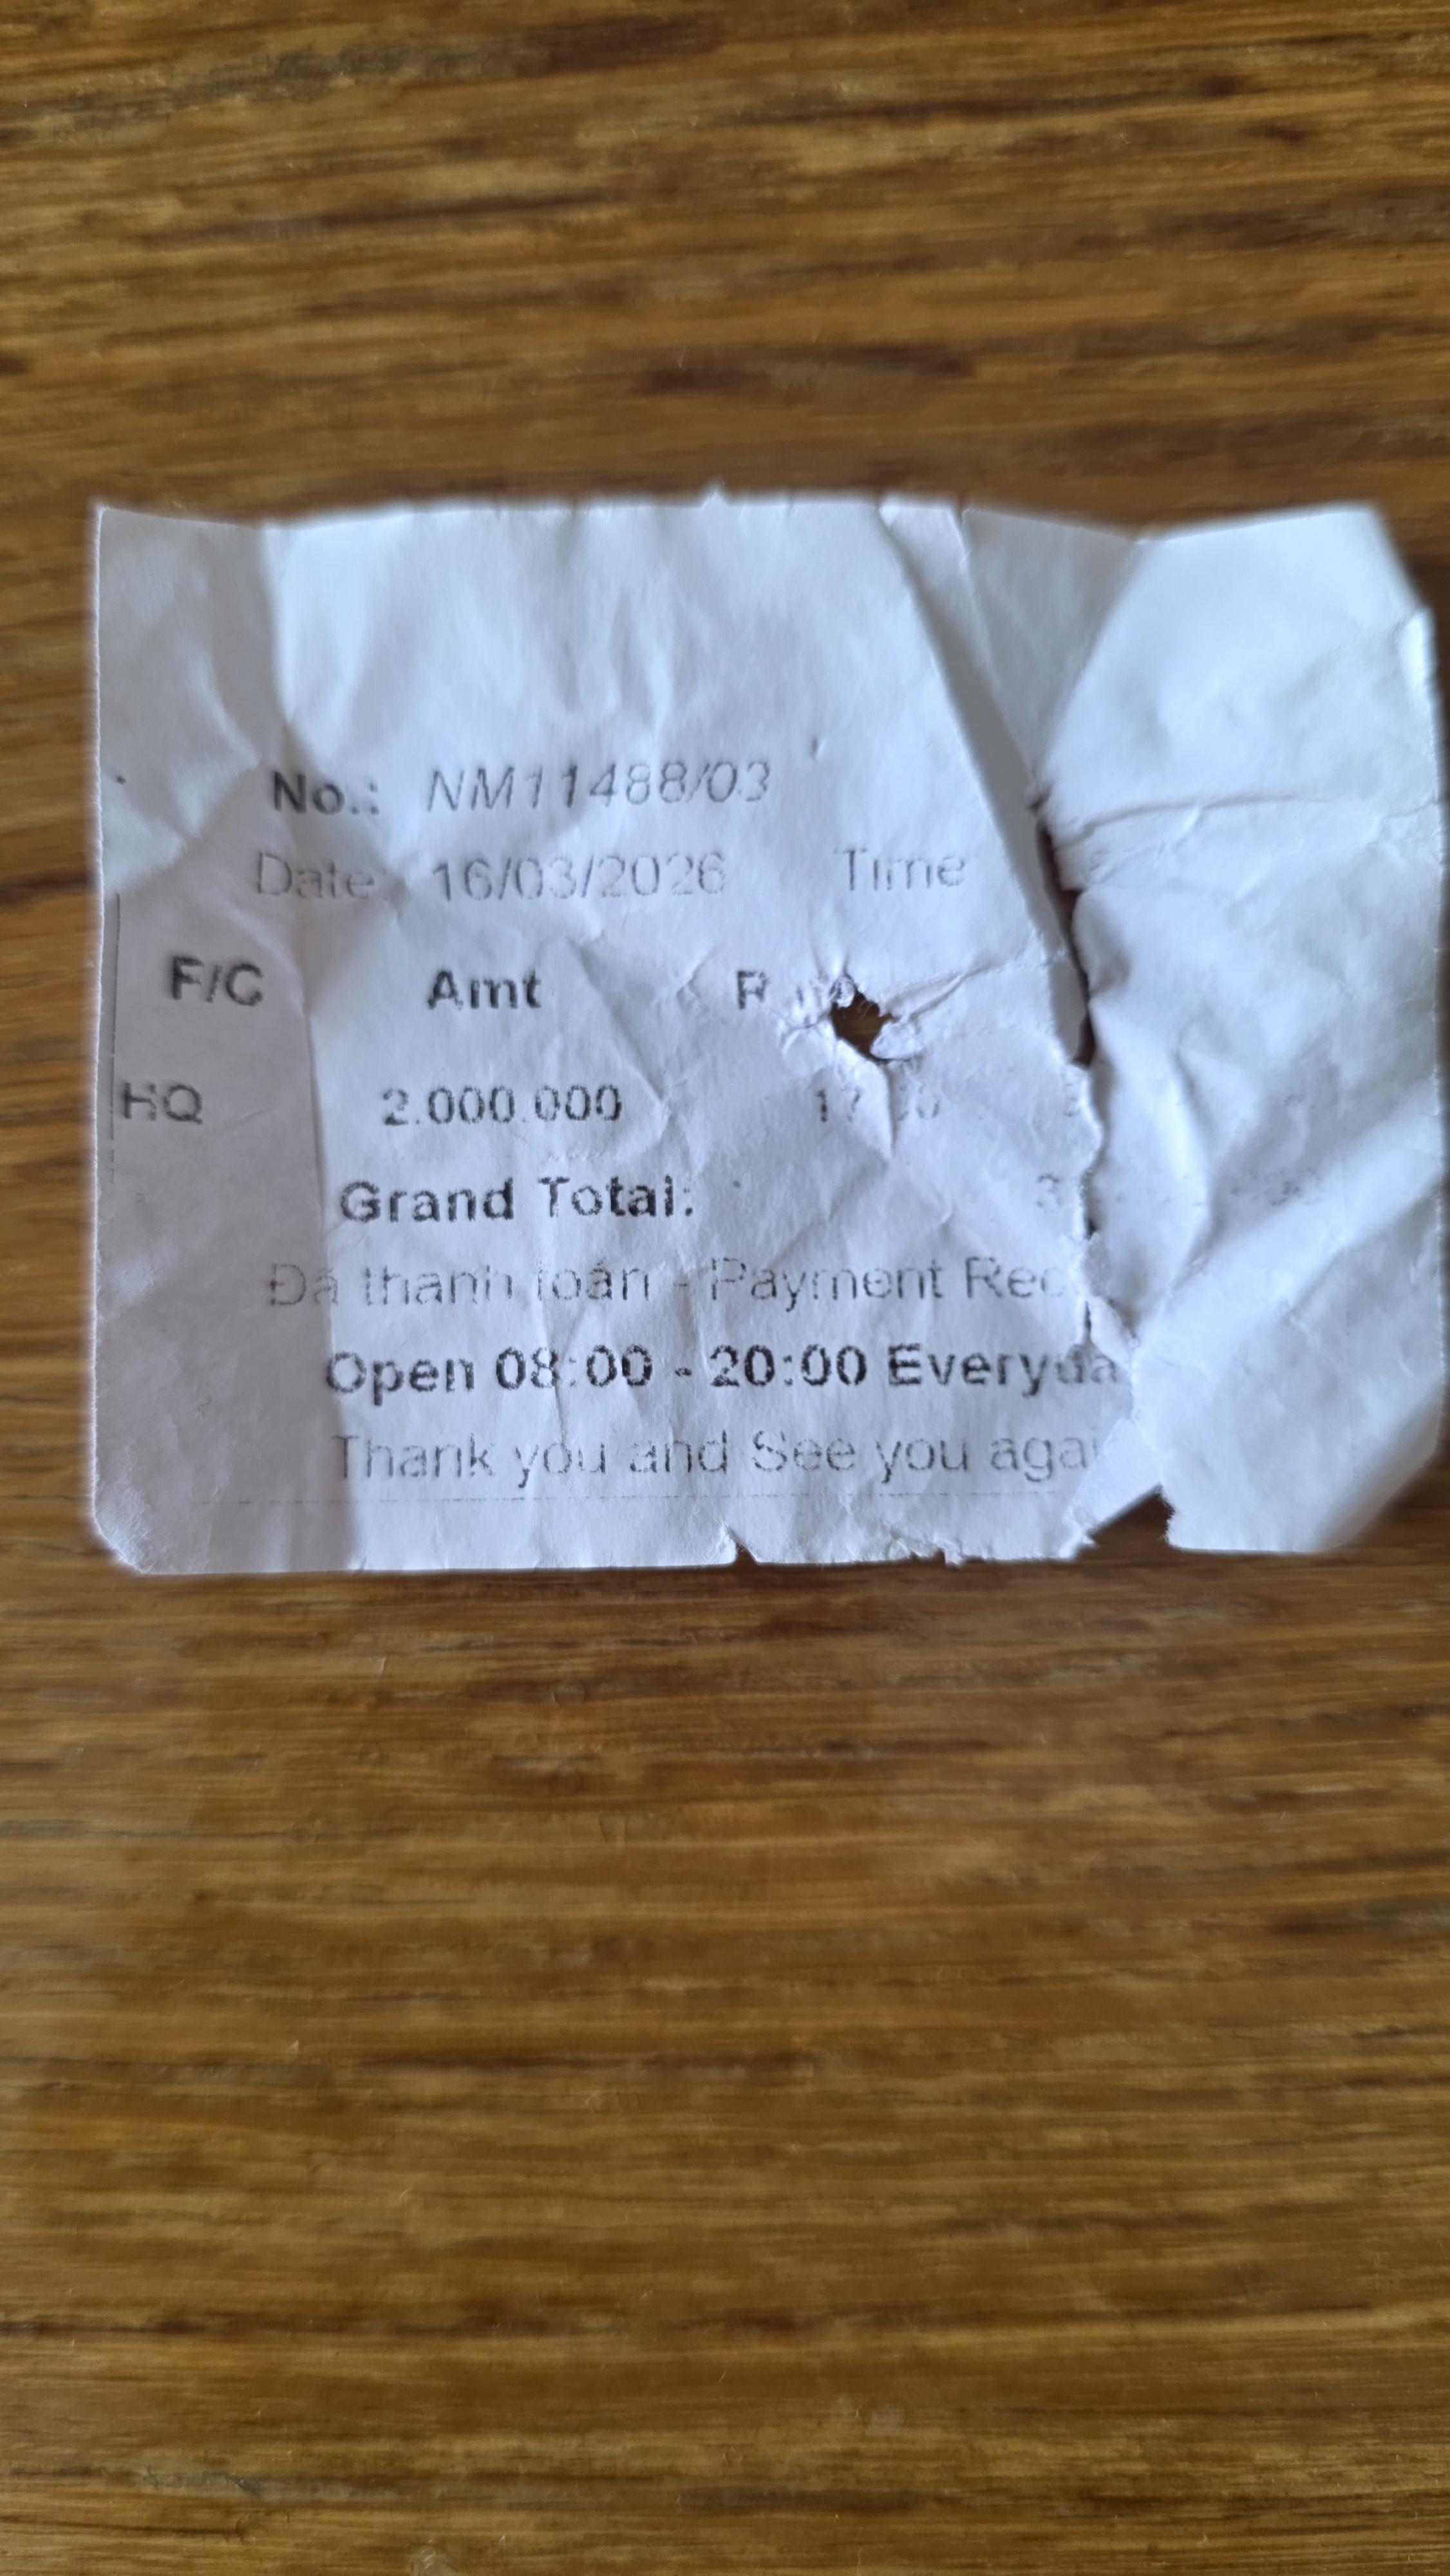 No.: NM11488/03
Date: 16/03/2026 Time
F/C Amt
HQ 2.000.000
Grand Total:
Đã thanh toán - Payment
Open 08:00 - 20:00
Thank you and See you